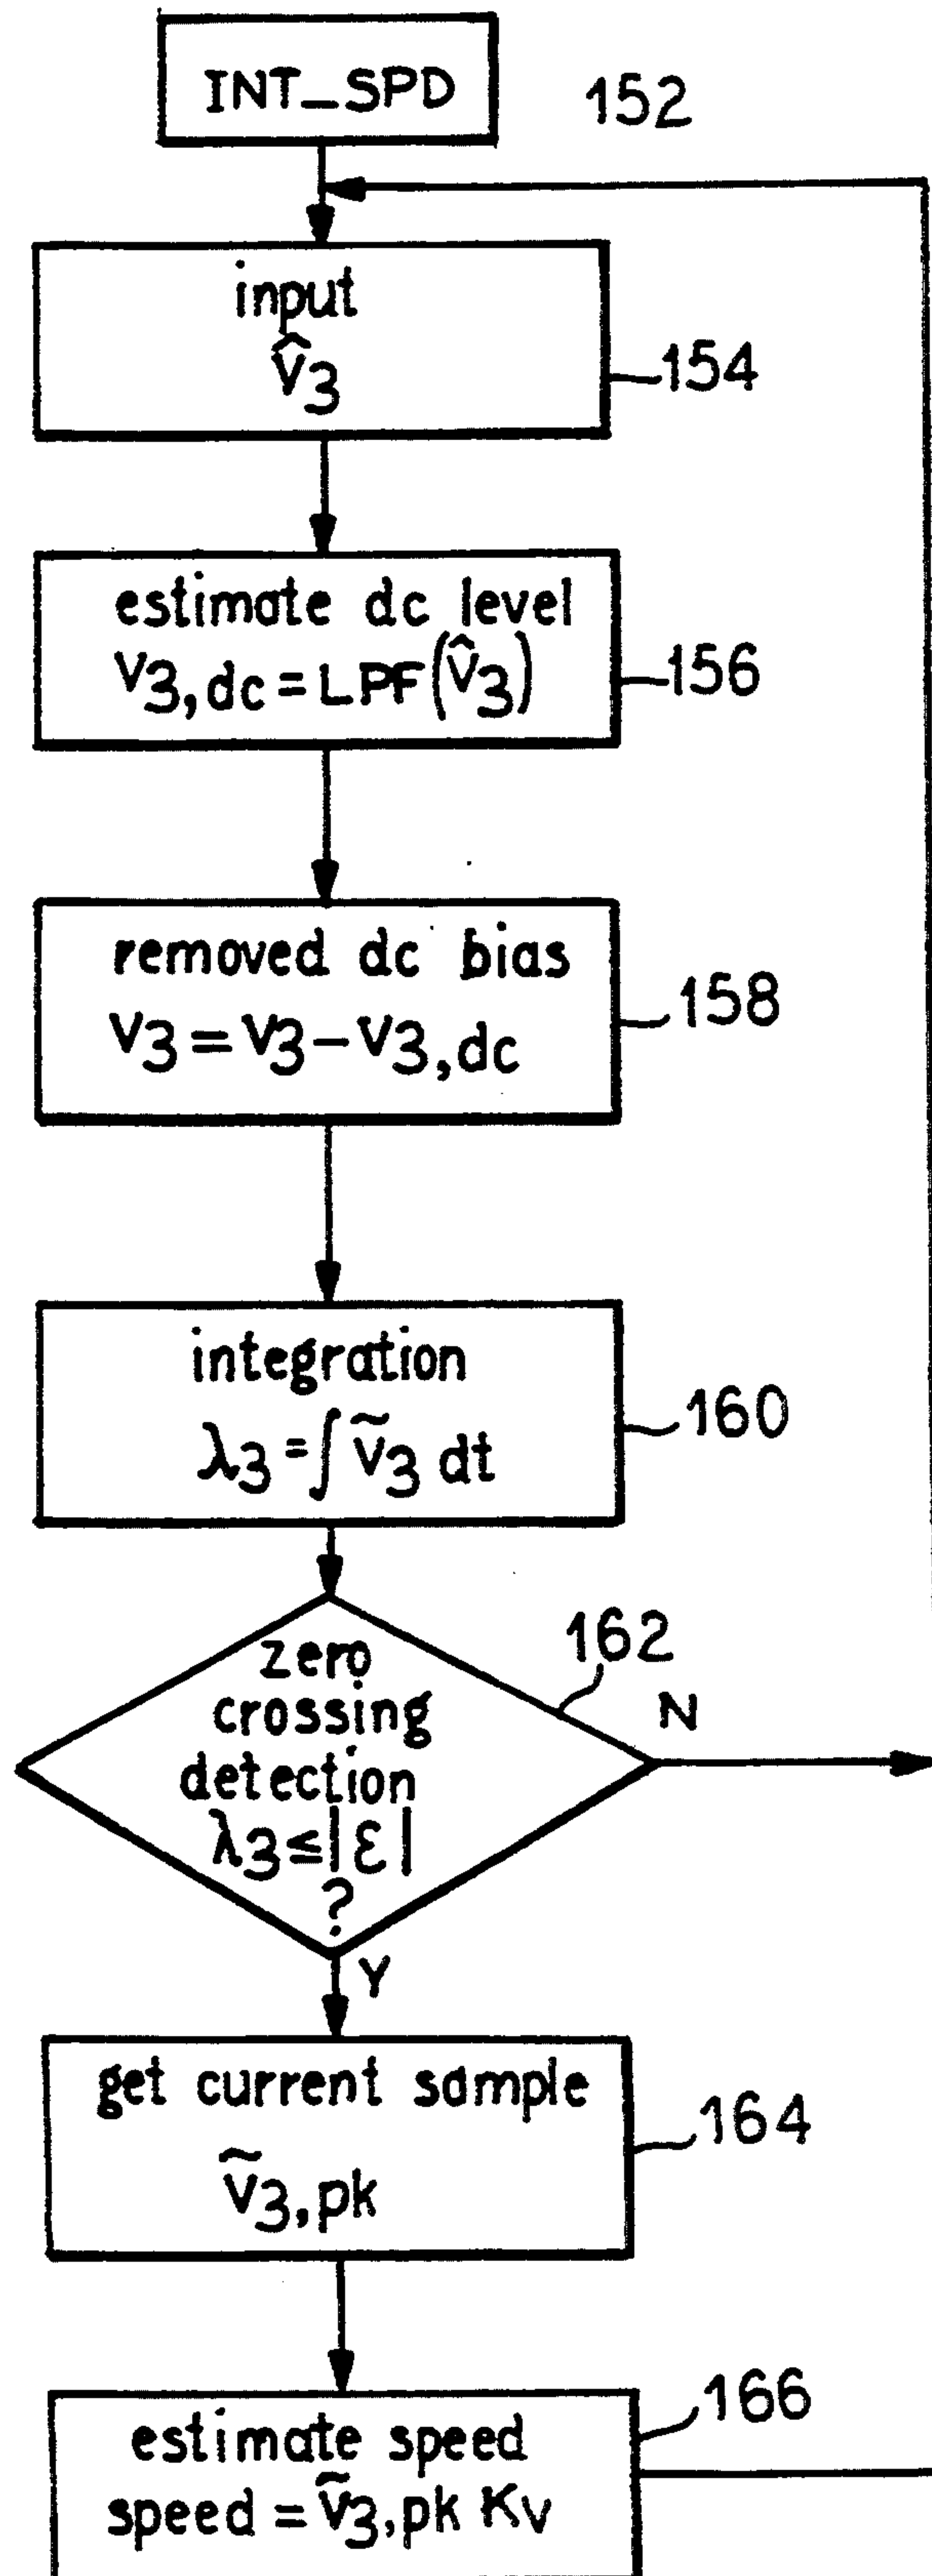 INT_SPD
152
input
v̂3
154
estimate dc level
v3,dc = LPF(v̂3)
156
removed dc bias
v3 = v3 – v3,dc
158
integration
λ3 = ∫ ṽ3 dt
160
zero
crossing
detection
λ3 ≤ |ε|
?
162
N
Y
get current sample
ṽ3,pk
164
estimate speed
speed = ṽ3,pk Kv
166